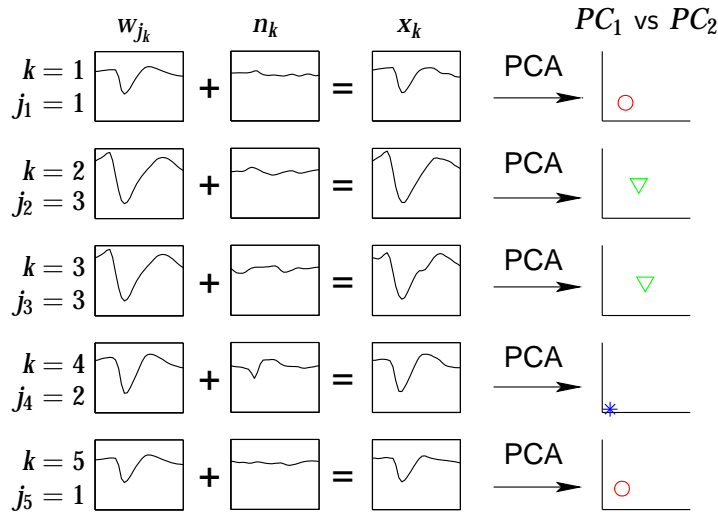 w_{j_k} n_k x_k PC_1 vs PC_2
k = 1
j_1 = 1
+ = PCA
k = 2
j_2 = 3
+ = PCA
k = 3
j_3 = 3
+ = PCA
k = 4
j_4 = 2
+ = PCA
k = 5
j_5 = 1
+ = PCA